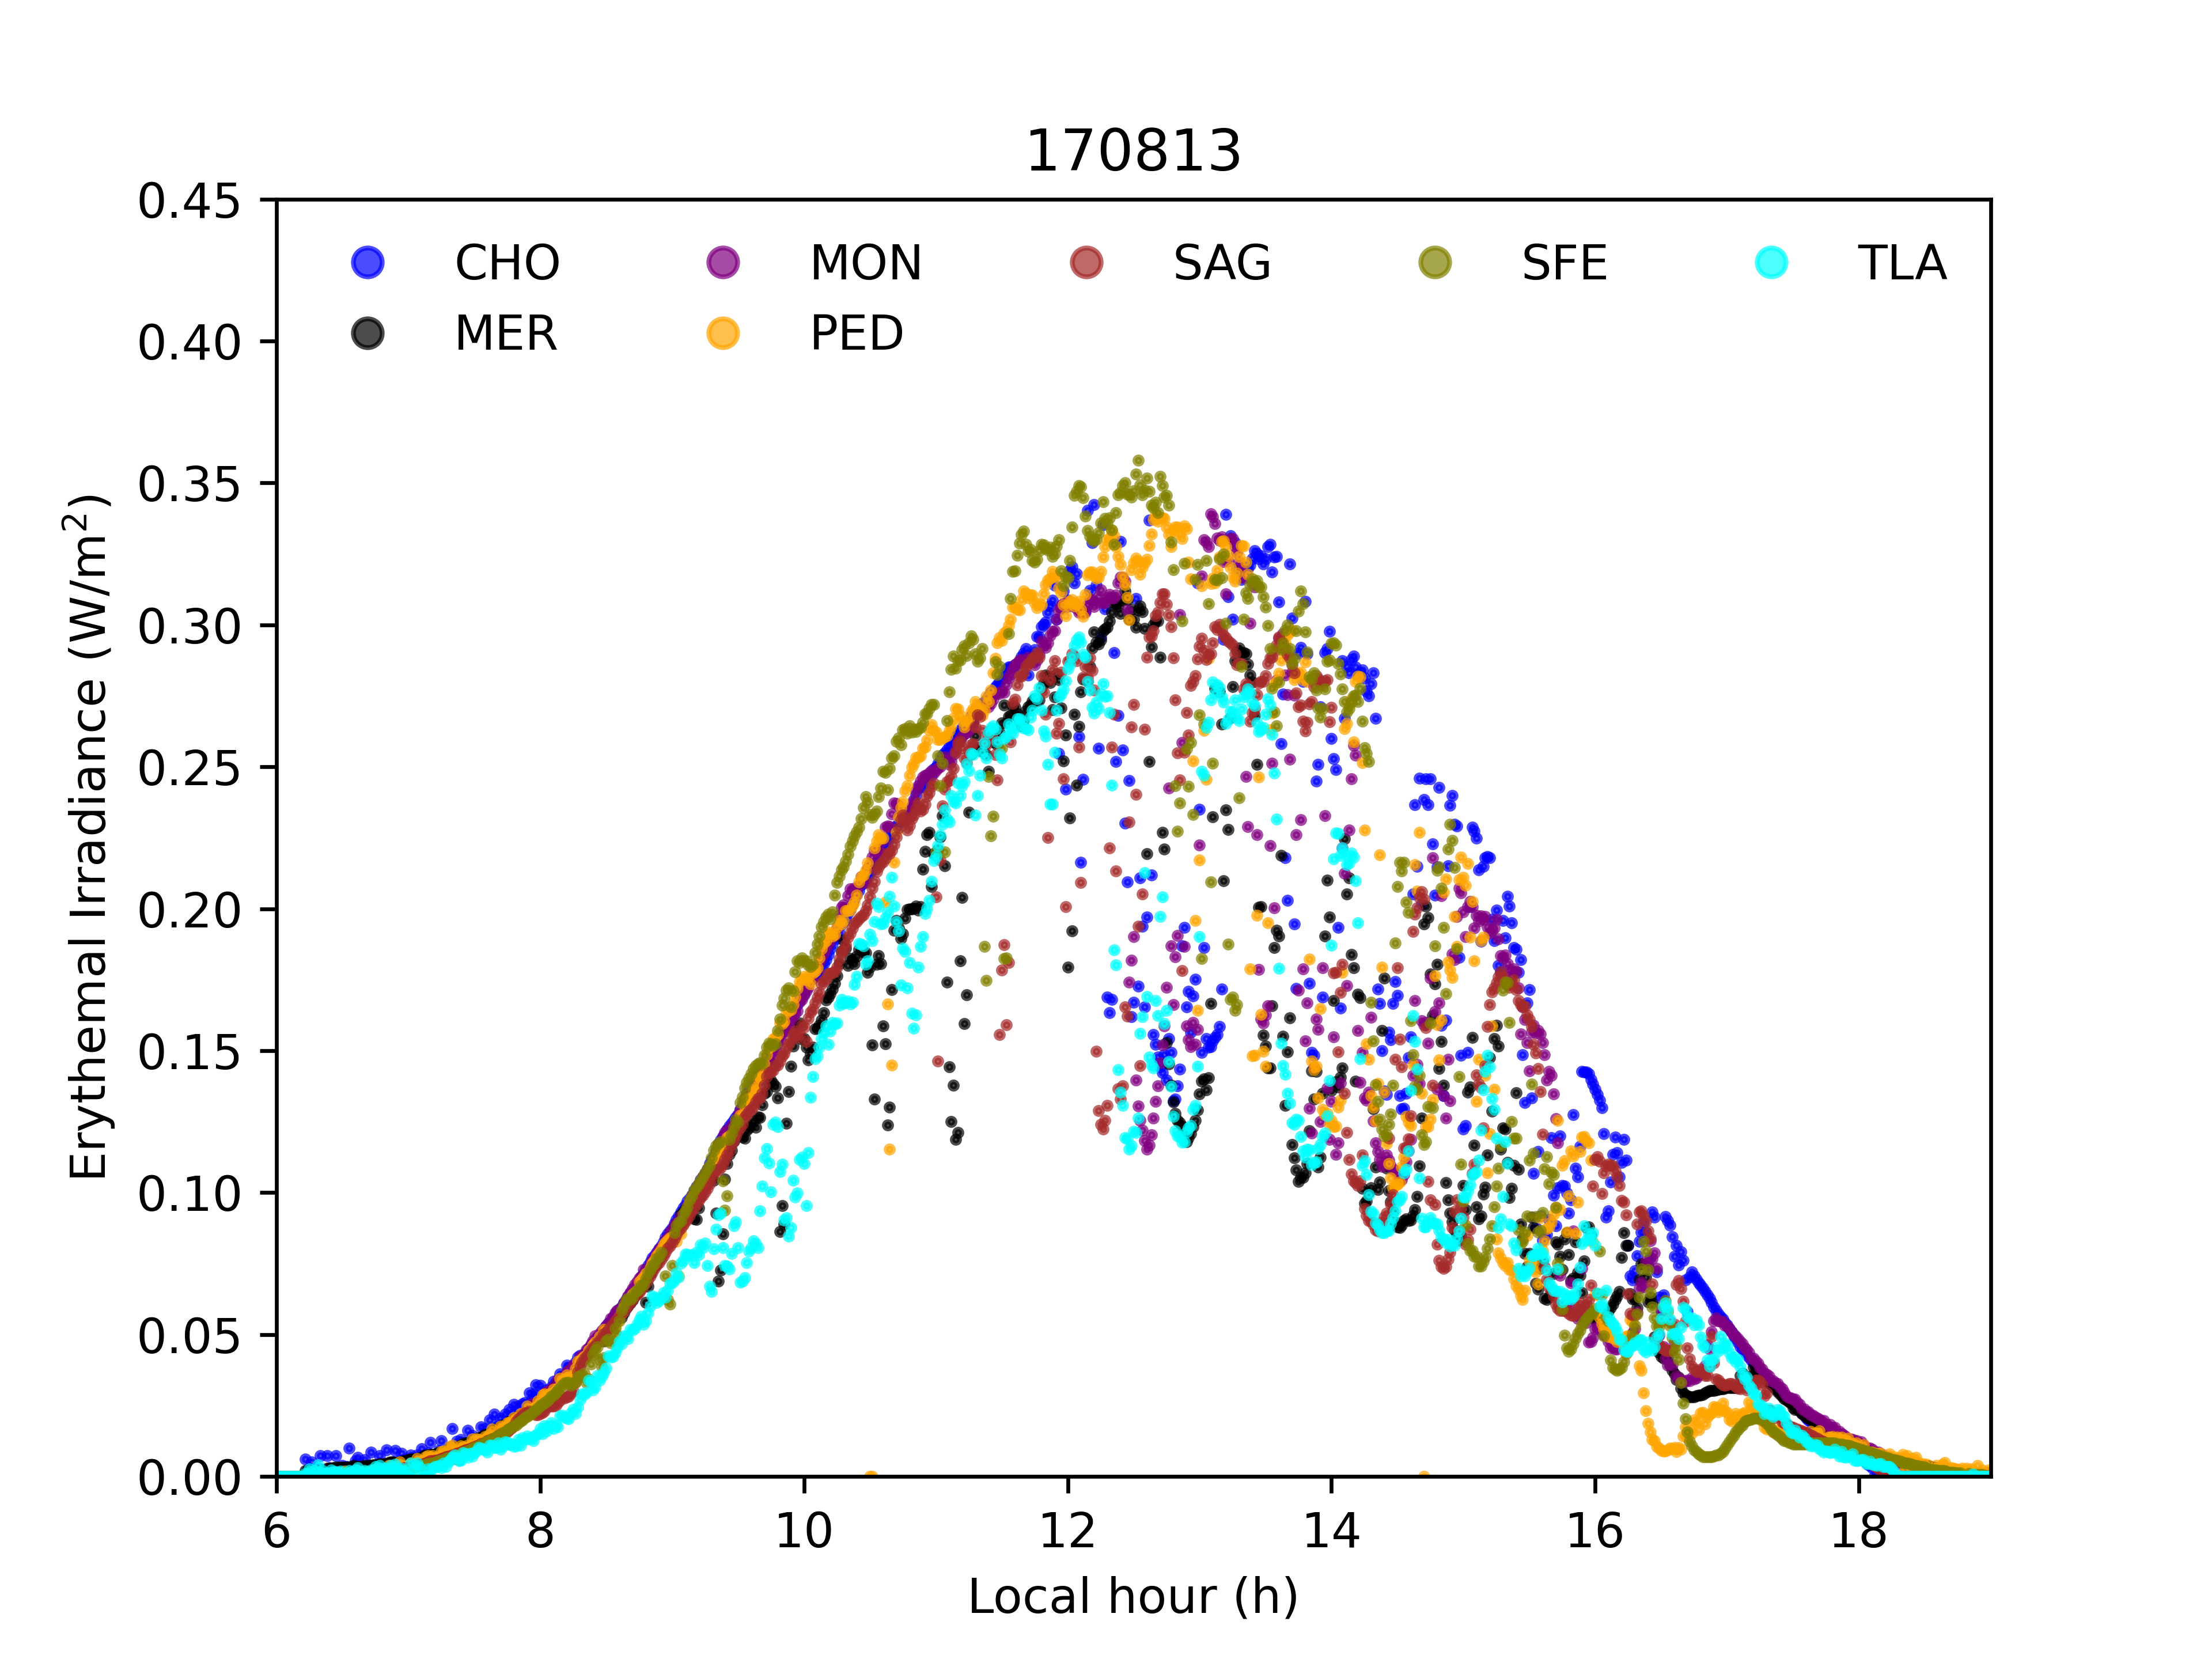 170813
0.45
0.40
0.35
0.30
0.25
0.20
0.15
0.10
0.05
0.00
Erythemal Irradiance (W/m²)
CHO MON SAG SFE TLA
MER PED
6 8 10 12 14 16 18
Local hour (h)